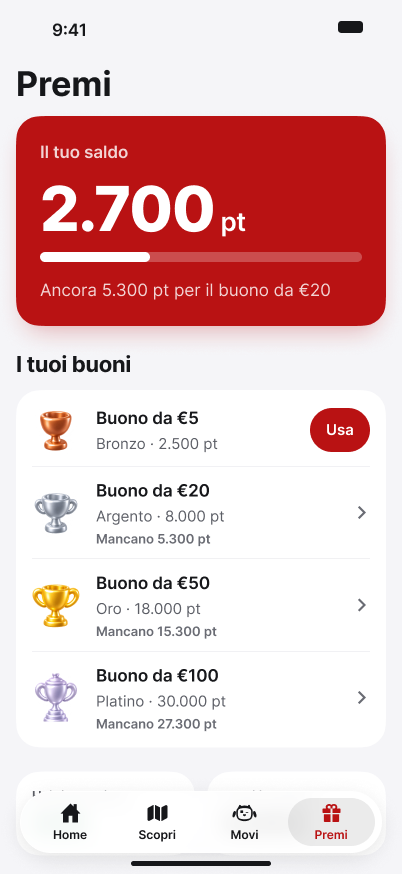 9:41
Premi
Il tuo saldo
2.700 pt
Ancora 5.300 pt per il buono da €20
I tuoi buoni
Buono da €5
Bronzo · 2.500 pt
Usa
Buono da €20
Argento · 8.000 pt
Mancano 5.300 pt
Buono da €50
Oro · 18.000 pt
Mancano 15.300 pt
Buono da €100
Platino · 30.000 pt
Mancano 27.300 pt
Home
Scopri
Movi
Premi